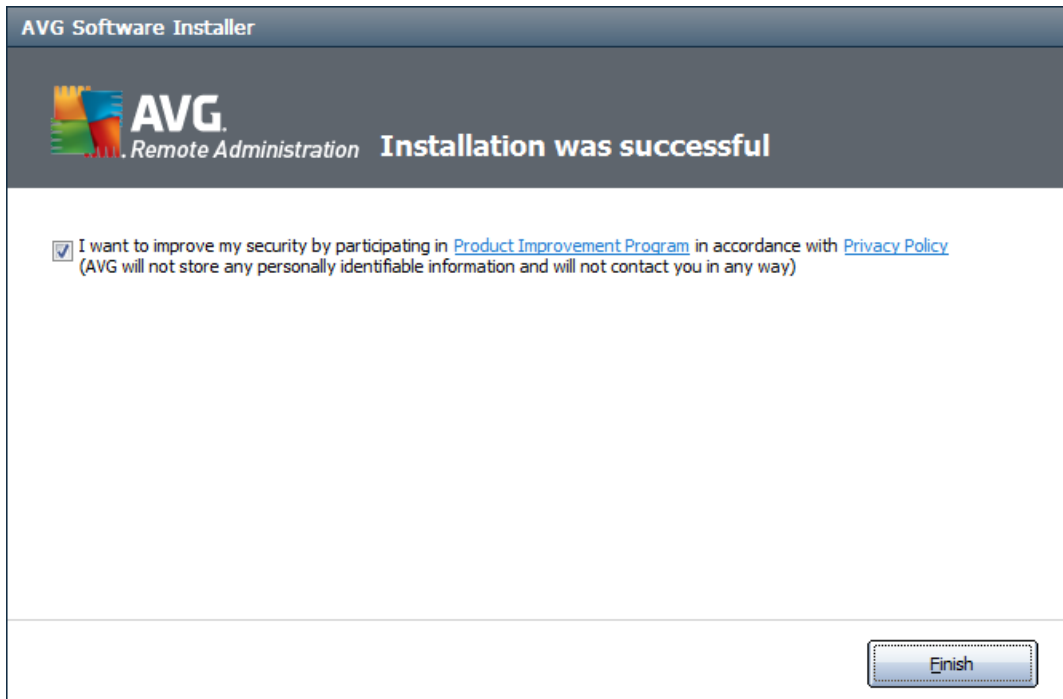 AVG Software Installer
AVG.
Remote Administration Installation was successful
I want to improve my security by participating in Product Improvement Program in accordance with Privacy Policy
(AVG will not store any personally identifiable information and will not contact you in any way)
Finish